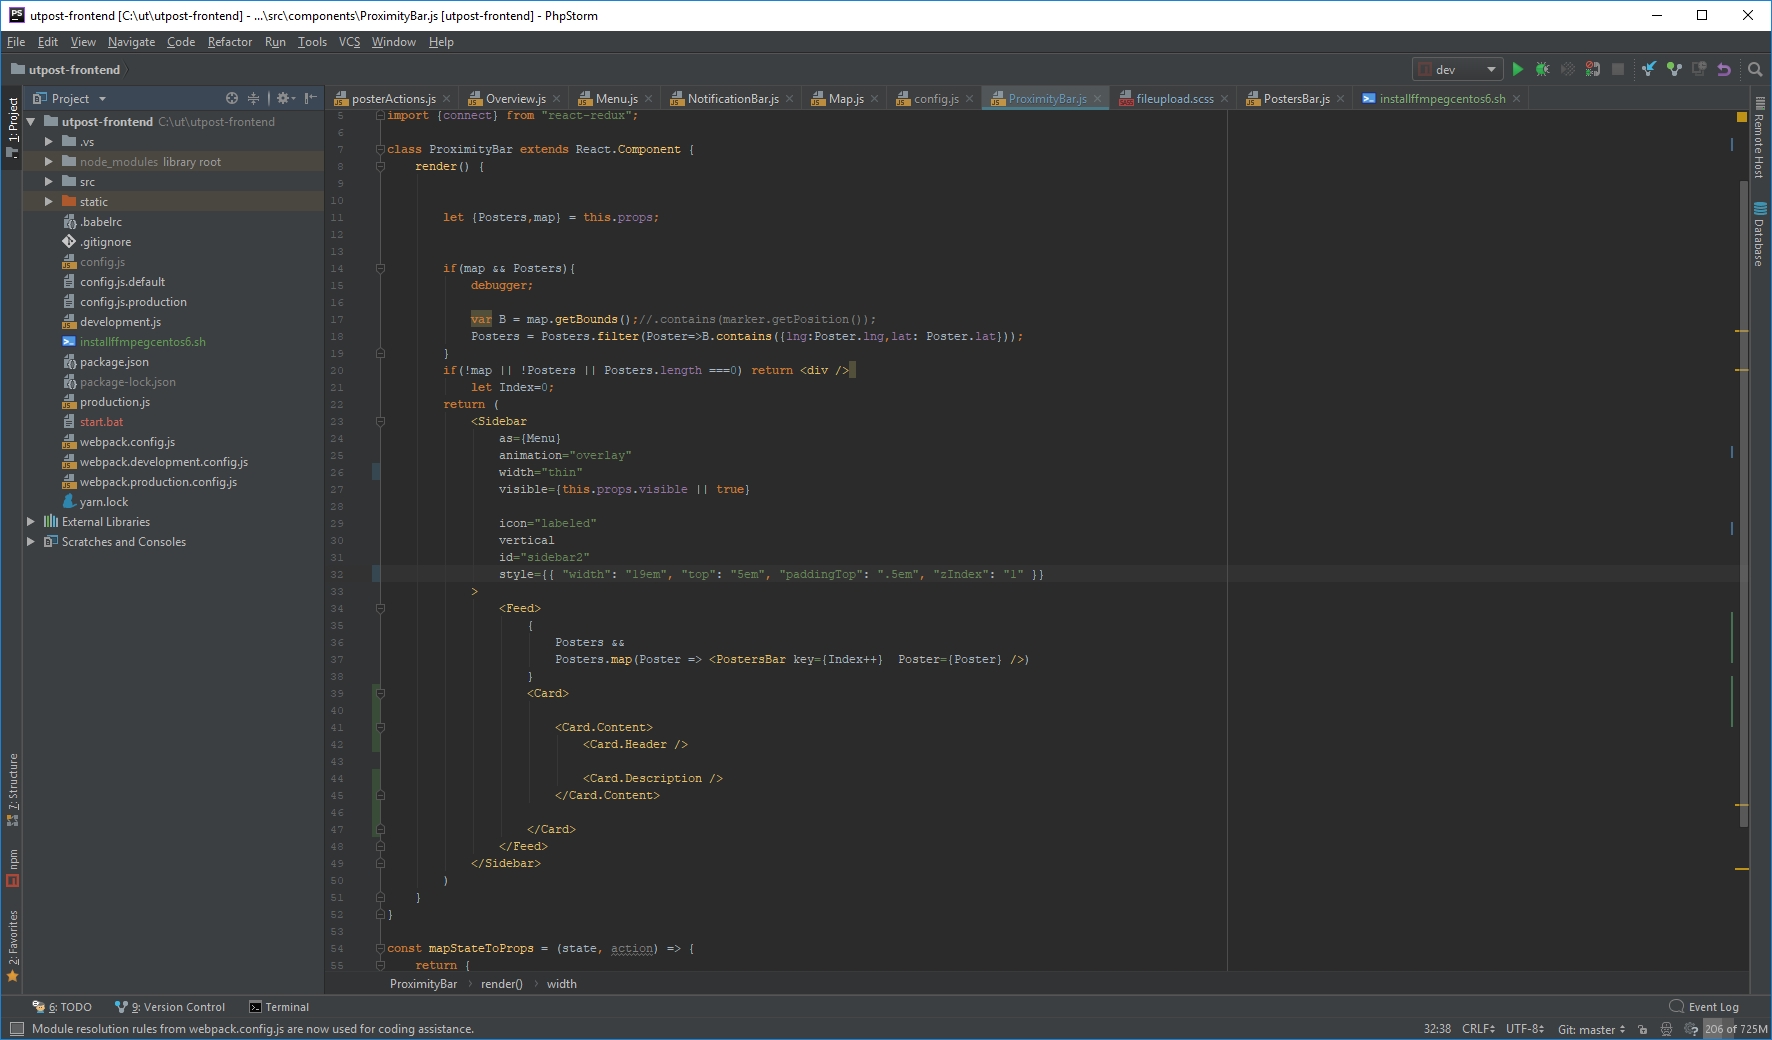 utpost-frontend [C:\ut\utpost-frontend] - ...\src\components\ProximityBar.js [utpost-frontend] - PhpStorm
File Edit View Navigate Code Refactor Run Tools VCS Window Help
utpost-frontend
dev
Project
posterActions.js Overview.js Menu.js NotificationBar.js Map.js config.js ProximityBar.js fileupload.scss PostersBar.js installffmpegcentos6.sh
1: Project
7: Structure
npm
2: Favorites
utpost-frontend C:\ut\utpost-frontend
.vs
node_modules library root
src
static
.babelrc
.gitignore
config.js
config.js.default
config.js.production
development.js
installffmpegcentos6.sh
package.json
package-lock.json
production.js
start.bat
webpack.config.js
webpack.development.config.js
webpack.production.config.js
yarn.lock
External Libraries
Scratches and Consoles
5 import {connect} from "react-redux";
6
7 class ProximityBar extends React.Component {
8 render() {
9
10
11 let {Posters,map} = this.props;
12
13
14 if(map && Posters){
15 debugger;
16
17 var B = map.getBounds();//.contains(marker.getPosition());
18 Posters = Posters.filter(Poster=>B.contains({lng:Poster.lng,lat: Poster.lat}));
19 }
20 if(!map || !Posters || Posters.length ===0) return <div />
21 let Index=0;
22 return (
23 <Sidebar
24 as={Menu}
25 animation="overlay"
26 width="thin"
27 visible={this.props.visible || true}
28
29 icon="labeled"
30 vertical
31 id="sidebar2"
32 style={{ "width": "19em", "top": "5em", "paddingTop": ".5em", "zIndex": "1" }}
33 >
34 <Feed>
35 {
36 Posters &&
37 Posters.map(Poster => <PostersBar key={Index++} Poster={Poster} />)
38 }
39 <Card>
40
41 <Card.Content>
42 <Card.Header />
43
44 <Card.Description />
45 </Card.Content>
46
47 </Card>
48 </Feed>
49 </Sidebar>
50 )
51 }
52 }
53
54 const mapStateToProps = (state, action) => {
55 return {
ProximityBar render() width
Remote Host
Database
6: TODO 9: Version Control Terminal Event Log
Module resolution rules from webpack.config.js are now used for coding assistance. 32:38 CRLF UTF-8 Git: master 206 of 725M